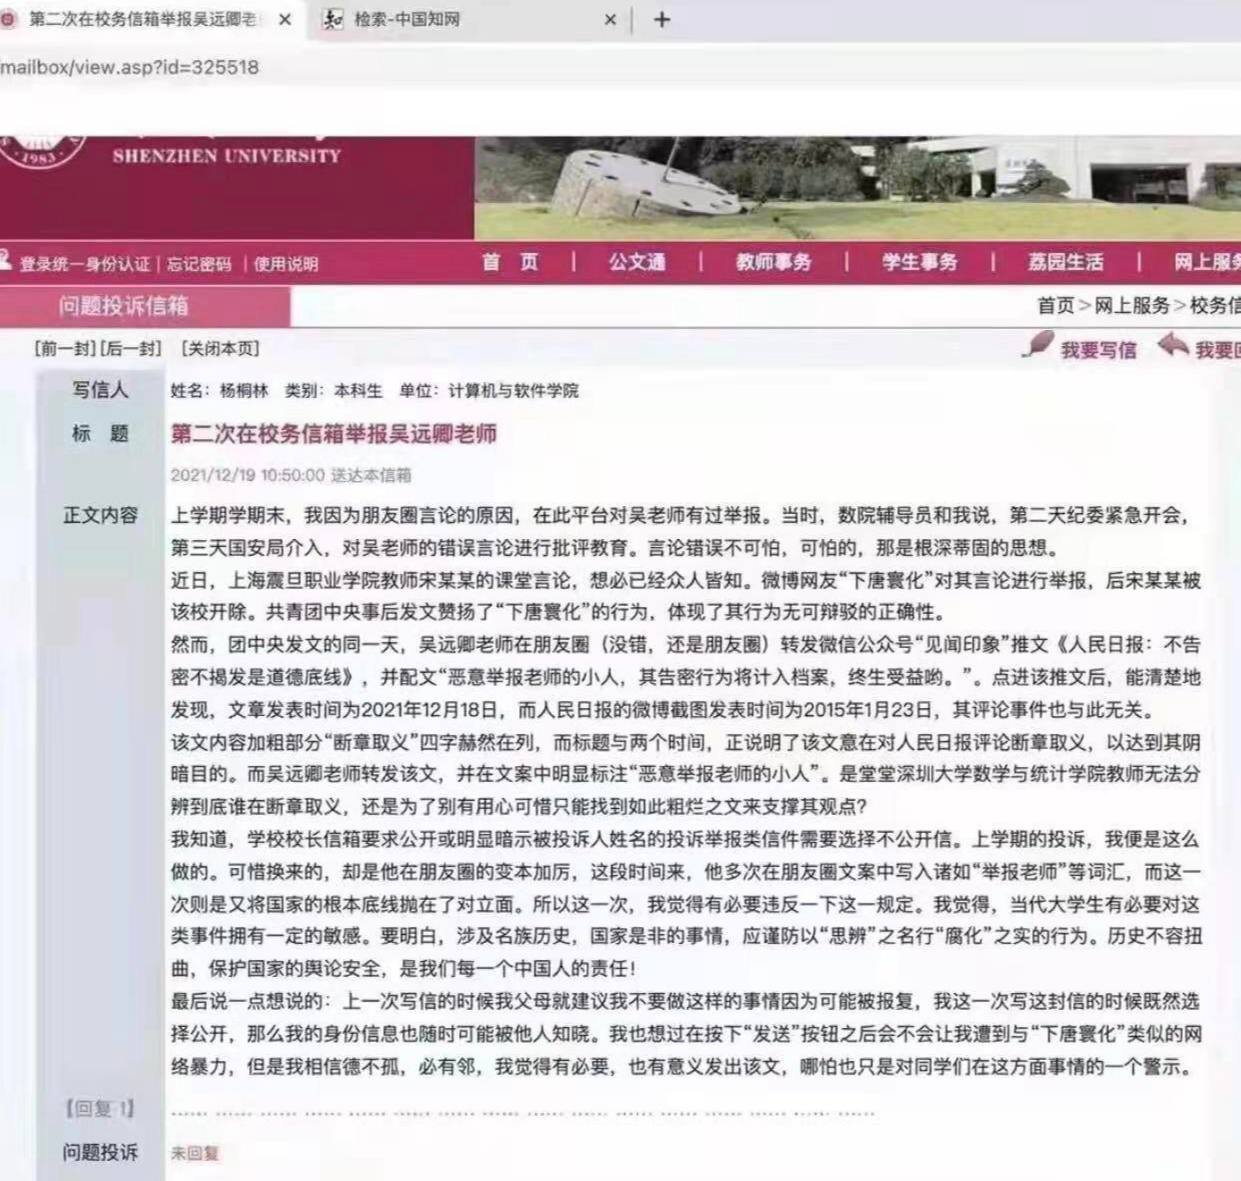 第二次在校务信箱举报吴远卿老 × 知 检索-中国知网 × +
mailbox/view.asp?id=325518
1983
SHENZHEN UNIVERSITY
登录统一身份认证 | 忘记密码 | 使用说明 首 页 | 公文通 | 教师事务 | 学生事务 | 荔园生活 | 网上服务
问题投诉信箱 首页 > 网上服务 > 校务信
[前一封][后一封] [关闭本页] 我要写信 我要
写信人 姓名：杨桐林 类别：本科生 单位：计算机与软件学院
标 题 第二次在校务信箱举报吴远卿老师
2021/12/19 10:50:00 送达本信箱
正文内容 上学期学期末，我因为朋友圈言论的原因，在此平台对吴老师有过举报。当时，数院辅导员和我说，第二天纪委紧急开会，
第三天国安局介入，对吴老师的错误言论进行批评教育。言论错误不可怕，可怕的，那是根深蒂固的思想。
近日，上海震旦职业学院教师宋某某的课堂言论，想必已经众人皆知。微博网友“下唐寰化”对其言论进行举报，后宋某某被
该校开除。共青团中央事后发文赞扬了“下唐寰化”的行为，体现了其行为无可辩驳的正确性。
然而，团中央发文的同一天，吴远卿老师在朋友圈（没错，还是朋友圈）转发微信公众号“见闻印象”推文《人民日报：不告
密不揭发是道德底线》，并配文“恶意举报老师的小人，其告密行为将计入档案，终生受益哟。”。点进该推文后，能清楚地
发现，文章发表时间为2021年12月18日，而人民日报的微博截图发表时间为2015年1月23日，其评论事件也与此无关。
该文内容加粗部分“断章取义”四字赫然在列，而标题与两个时间，正说明了该文意在对人民日报评论断章取义，以达到其阴
暗目的。而吴远卿老师转发该文，并在文案中明显标注“恶意举报老师的小人”。是堂堂深圳大学数学与统计学院教师无法分
辨到底谁在断章取义，还是为了别有用心可惜只能找到如此粗烂之文来支撑其观点？
我知道，学校校长信箱要求公开或明显暗示被投诉人姓名的投诉举报类信件需要选择不公开信。上学期的投诉，我便是这么
做的。可惜换来的，却是他在朋友圈的变本加厉，这段时间来，他多次在朋友圈文案中写入诸如“举报老师”等词汇，而这一
次则是又将国家的根本底线抛在了对立面。所以这一次，我觉得有必要违反一下这一规定。我觉得，当代大学生有必要对这
类事件拥有一定的敏感。要明白，涉及名族历史，国家是非的事情，应谨防以“思辨”之名行“腐化”之实的行为。历史不容扭
曲，保护国家的舆论安全，是我们每一个中国人的责任！
最后说一点想说的：上一次写信的时候我父母就建议我不要做这样的事情因为可能被报复，我这一次写这封信的时候既然选
择公开，那么我的身份信息也随时可能被他人知晓。我也想过在按下“发送”按钮之后会不会让我遭到与“下唐寰化”类似的网
络暴力，但是我相信德不孤，必有邻，我觉得有必要，也有意义发出该文，哪怕也只是对同学们在这方面事情的一个警示。
【回复 1】 …… …… …… …… …… …… …… …… …… …… …… …… …… …… …… ……
问题投诉 未回复